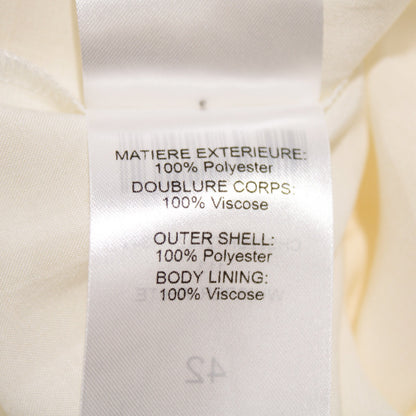 MATIERE EXTERIEURE:
100% Polyester
DOUBLURE CORPS:
100% Viscose
OUTER SHELL:
100% Polyester
BODY LINING:
100% Viscose
42